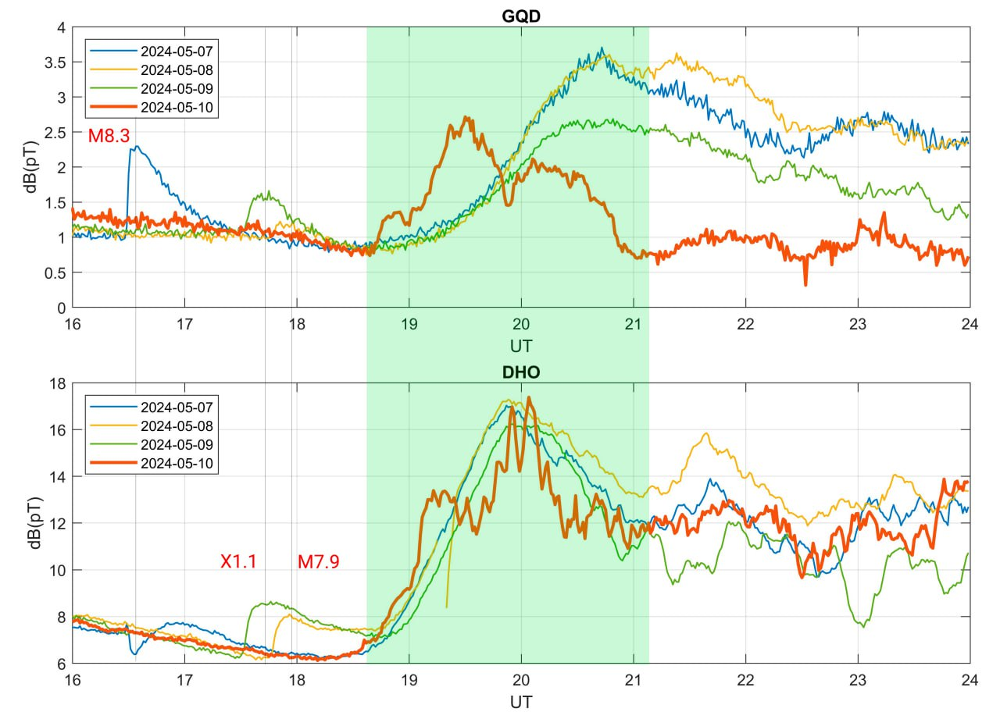 GQD
4
3.5
3
2.5
2
1.5
1
0.5
0
dB(pT)
2024-05-07
2024-05-08
2024-05-09
2024-05-10
M8.3
16 17 18 19 20 21 22 23 24
UT
DHO
18
16
14
12
10
8
6
dB(pT)
2024-05-07
2024-05-08
2024-05-09
2024-05-10
X1.1 M7.9
16 17 18 19 20 21 22 23 24
UT